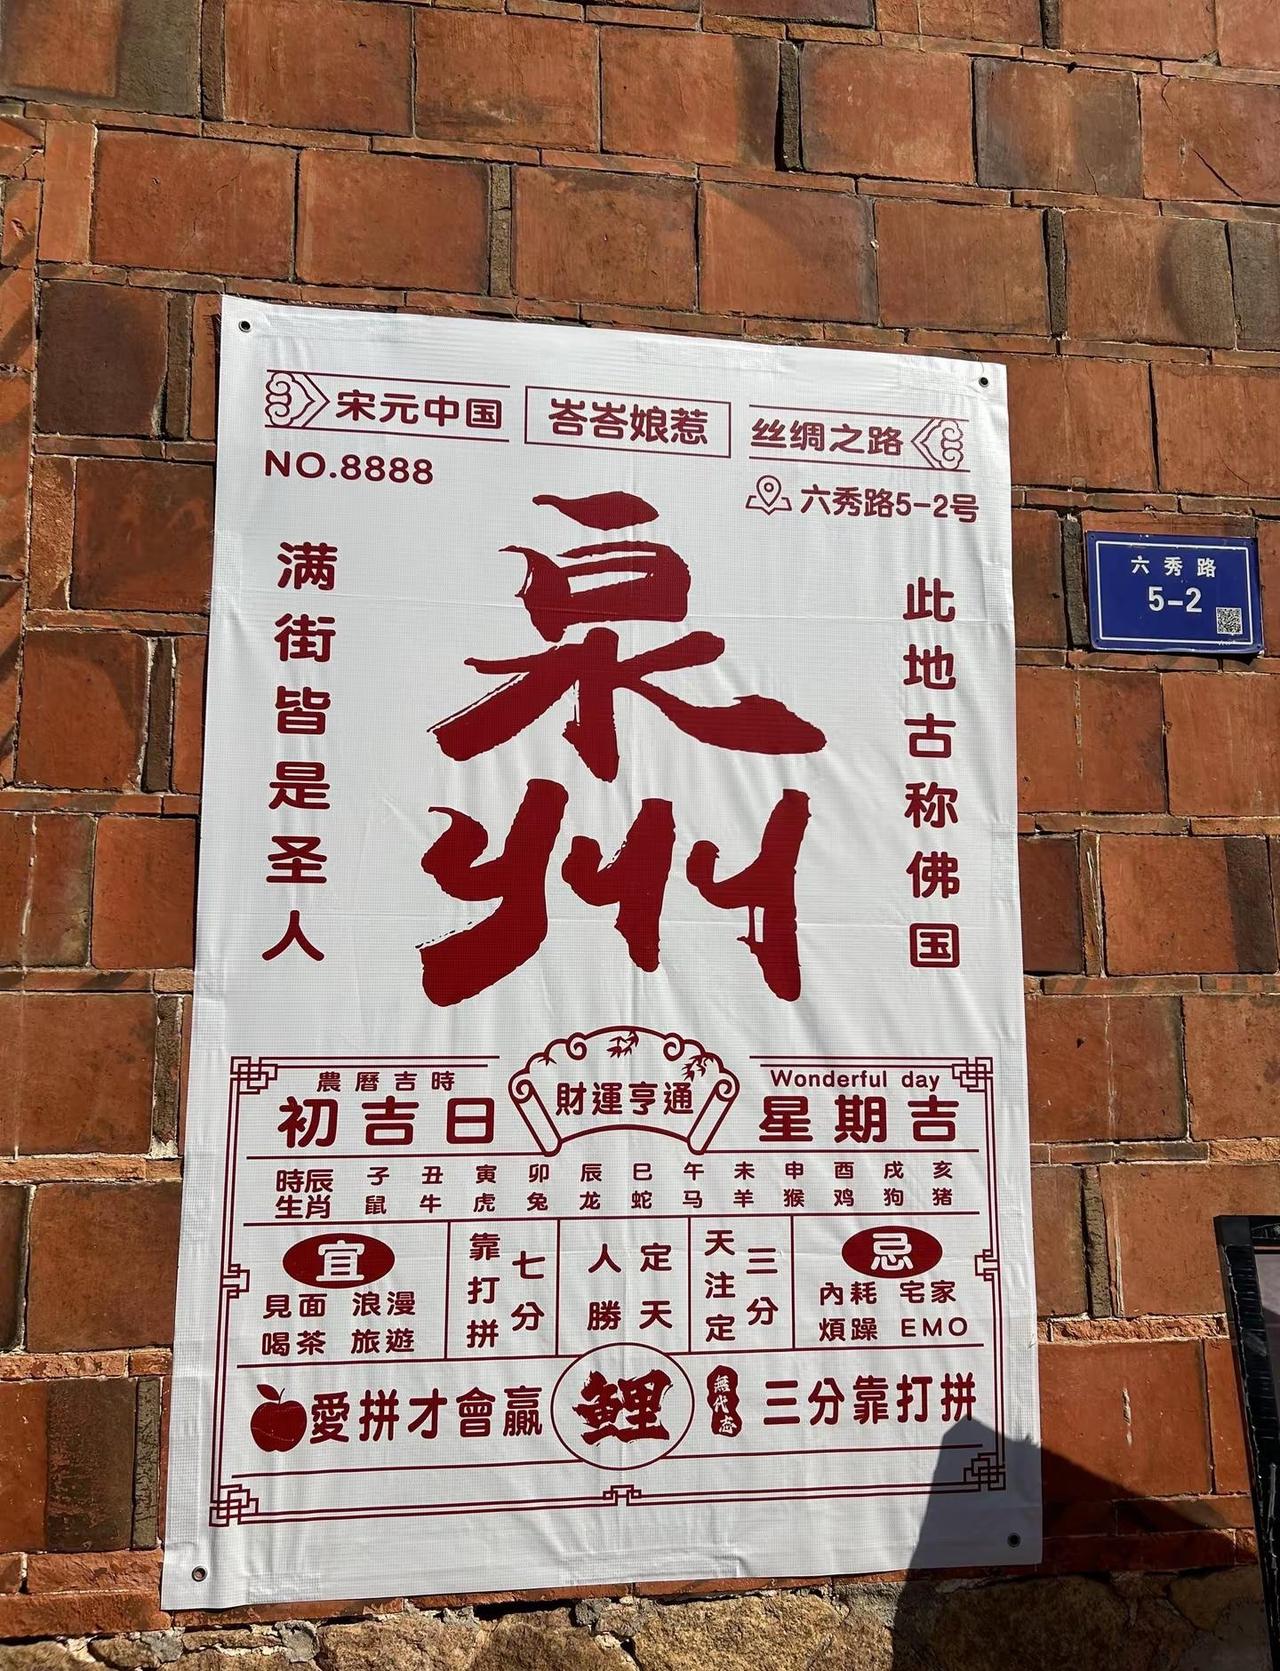 宋元中国
峇峇娘惹
丝绸之路
NO.8888
六秀路5-2号
泉州
满街皆是圣人
此地古称佛国
六秀路
5-2
農曆吉時
初吉日
財運亨通
Wonderful day
星期吉
時辰 子 丑 寅 卯 辰 巳 午 未 申 酉 戌 亥
生肖 鼠 牛 虎 兔 龙 蛇 马 羊 猴 鸡 狗 猪
宜
見面 浪漫
喝茶 旅遊
七分
靠打拼
定天
人勝
三分
天注定
忌
內耗 宅家
煩躁 EMO
愛拼才會贏
鲤
無代志
三分靠打拼